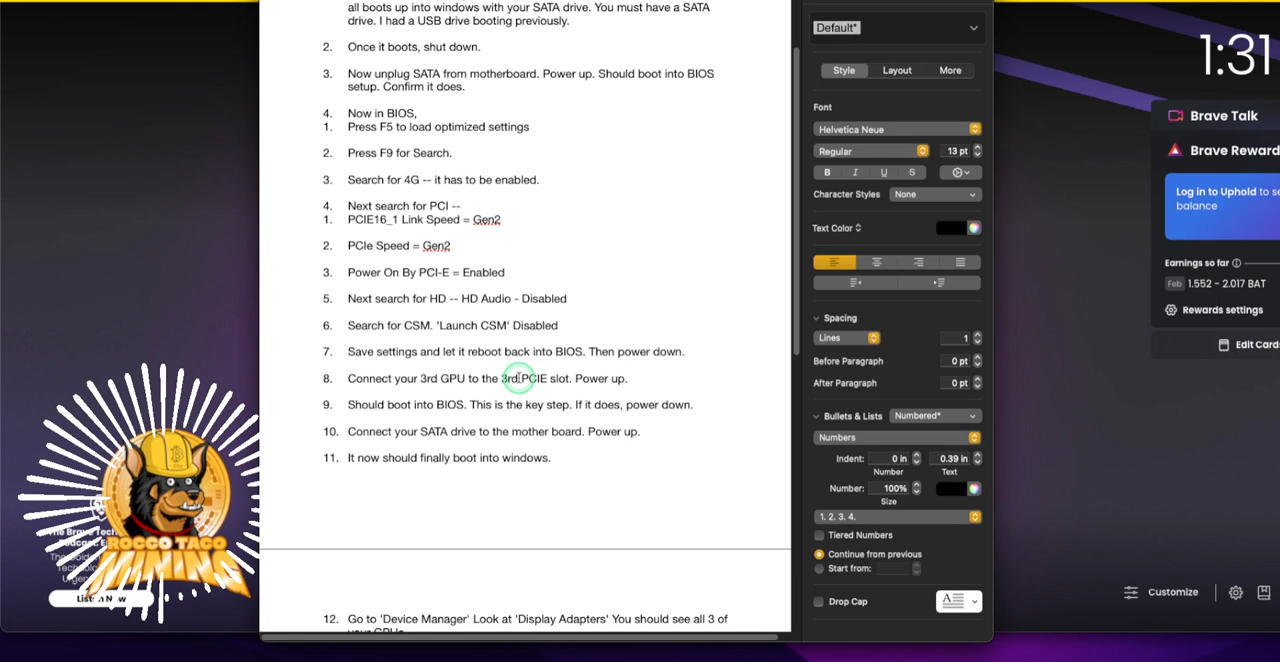 all boots up into windows with your SATA drive. You must have a SATA
drive. I had a USB drive booting previously.
2. Once it boots, shut down.
3. Now unplug SATA from motherboard. Power up. Should boot into BIOS
setup. Confirm it does.
4. Now in BIOS,
1. Press F5 to load optimized settings
2. Press F9 for Search.
3. Search for 4G -- it has to be enabled.
4. Next search for PCI --
1. PCIE16_1 Link Speed = Gen2
2. PCIe Speed = Gen2
3. Power On By PCI-E = Enabled
5. Next search for HD -- HD Audio - Disabled
6. Search for CSM. 'Launch CSM' Disabled
7. Save settings and let it reboot back into BIOS. Then power down.
8. Connect your 3rd GPU to the 3rd PCIE slot. Power up.
9. Should boot into BIOS. This is the key step. If it does, power down.
10. Connect your SATA drive to the mother board. Power up.
11. It now should finally boot into windows.
12. Go to 'Device Manager' Look at 'Display Adapters' You should see all 3 of
your GPUs
Default*
Style Layout More
Font
Helvetica Neue
Regular 13 pt
B I U S
Character Styles None
Text Color
Spacing
Lines 1
Before Paragraph 0 pt
After Paragraph 0 pt
Bullets & Lists Numbered*
Numbers
Indent: 0 in 0.39 in
Number Text
Number: 100%
Size
1. 2. 3. 4.
Tiered Numbers
Continue from previous
Start from:
Drop Cap
A
1:31
Brave Talk
Brave Reward
Log in to Uphold to se
balance
Earnings so far
Feb 1.552 - 2.017 BAT
Rewards settings
Edit Card
Customize
The Brave Tech
ROCCO TACO
MINING